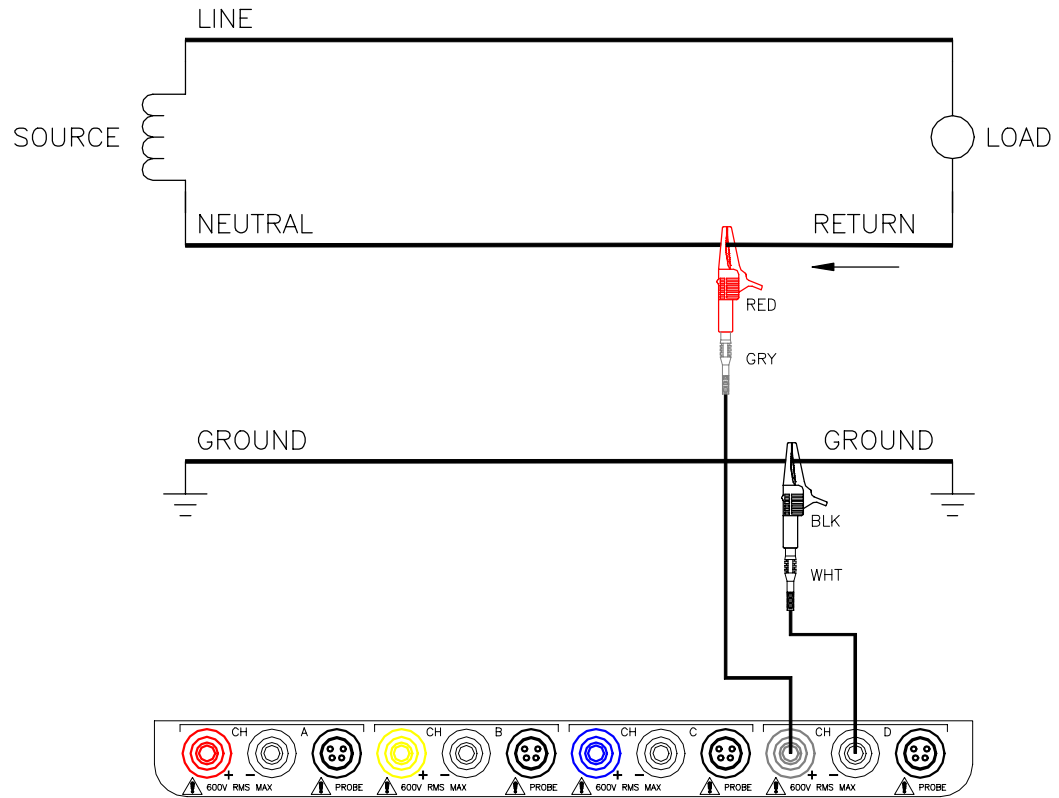 LINE
SOURCE
LOAD
NEUTRAL RETURN
RED
GRY
GROUND GROUND
BLK
WHT
CH A CH B CH C CH D
+ − + − + − + −
600V RMS MAX PROBE 600V RMS MAX PROBE 600V RMS MAX PROBE 600V RMS MAX PROBE